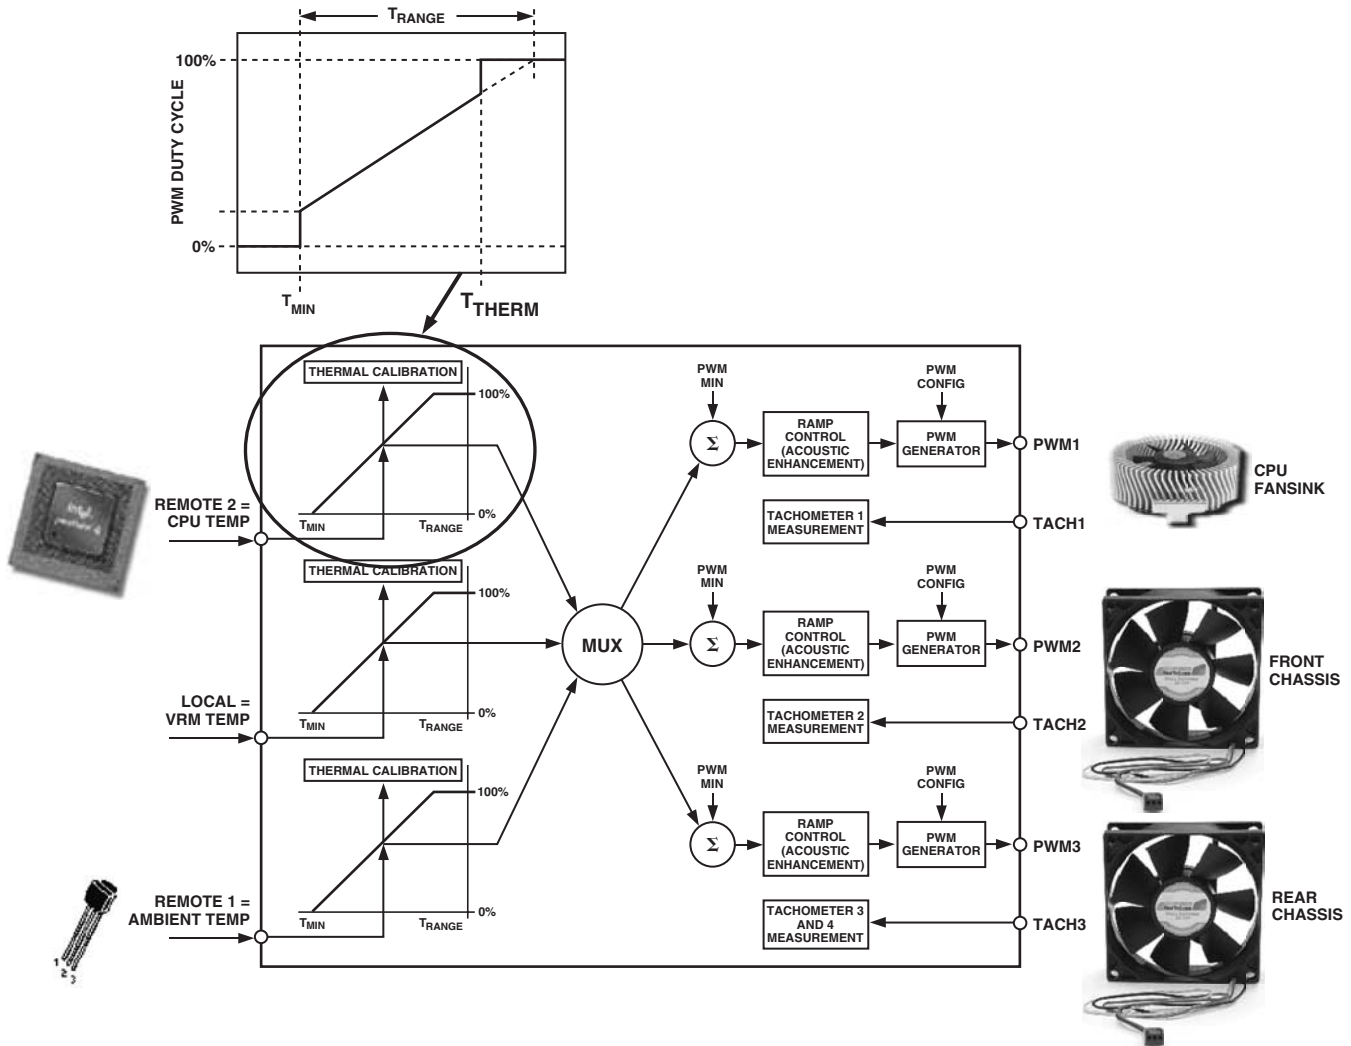 TRANGE
100%
PWM DUTY CYCLE
0%
TMIN
TTHERM
THERMAL CALIBRATION
100%
0%
TMIN
TRANGE
REMOTE 2 =
CPU TEMP
THERMAL CALIBRATION
100%
0%
TMIN
TRANGE
LOCAL =
VRM TEMP
THERMAL CALIBRATION
100%
0%
TMIN
TRANGE
REMOTE 1 =
AMBIENT TEMP
1
2
3
MUX
PWM
MIN
Σ
RAMP
CONTROL
(ACOUSTIC
ENHANCEMENT)
PWM
CONFIG
PWM
GENERATOR
PWM1
CPU
FANSINK
TACHOMETER 1
MEASUREMENT
TACH1
PWM
MIN
Σ
RAMP
CONTROL
(ACOUSTIC
ENHANCEMENT)
PWM
CONFIG
PWM
GENERATOR
PWM2
FRONT
CHASSIS
TACHOMETER 2
MEASUREMENT
TACH2
PWM
MIN
Σ
RAMP
CONTROL
(ACOUSTIC
ENHANCEMENT)
PWM
CONFIG
PWM
GENERATOR
PWM3
REAR
CHASSIS
TACHOMETER 3
AND 4
MEASUREMENT
TACH3
intel
pentium 4